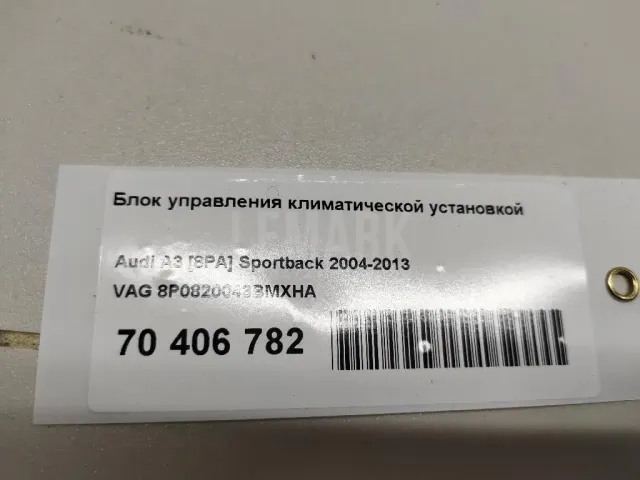 Блок управления климатической установкой
LEMARK
Audi A3 [8PA] Sportback 2004-2013
VAG 8P0820043BMXHA
70 406 782